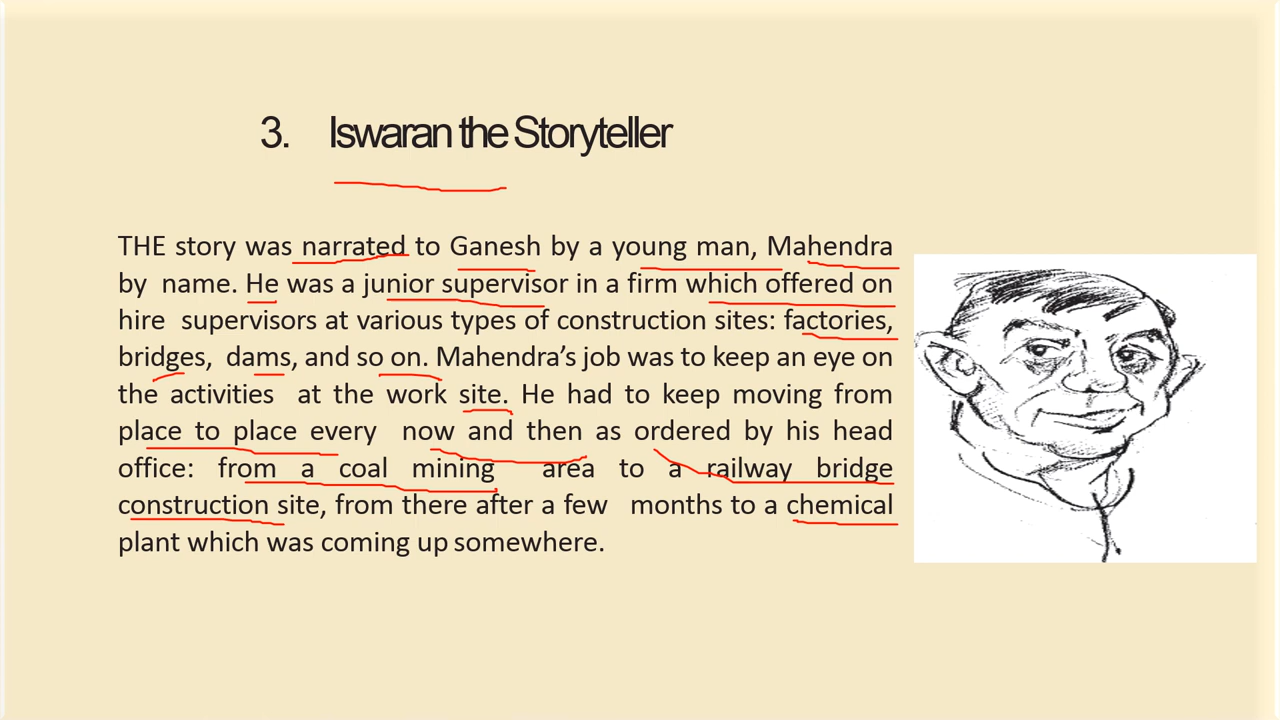 3. Iswaran the Storyteller
THE story was narrated to Ganesh by a young man, Mahendra
by name. He was a junior supervisor in a firm which offered on
hire supervisors at various types of construction sites: factories,
bridges, dams, and so on. Mahendra’s job was to keep an eye on
the activities at the work site. He had to keep moving from
place to place every now and then as ordered by his head
office: from a coal mining area to a railway bridge
construction site, from there after a few months to a chemical
plant which was coming up somewhere.